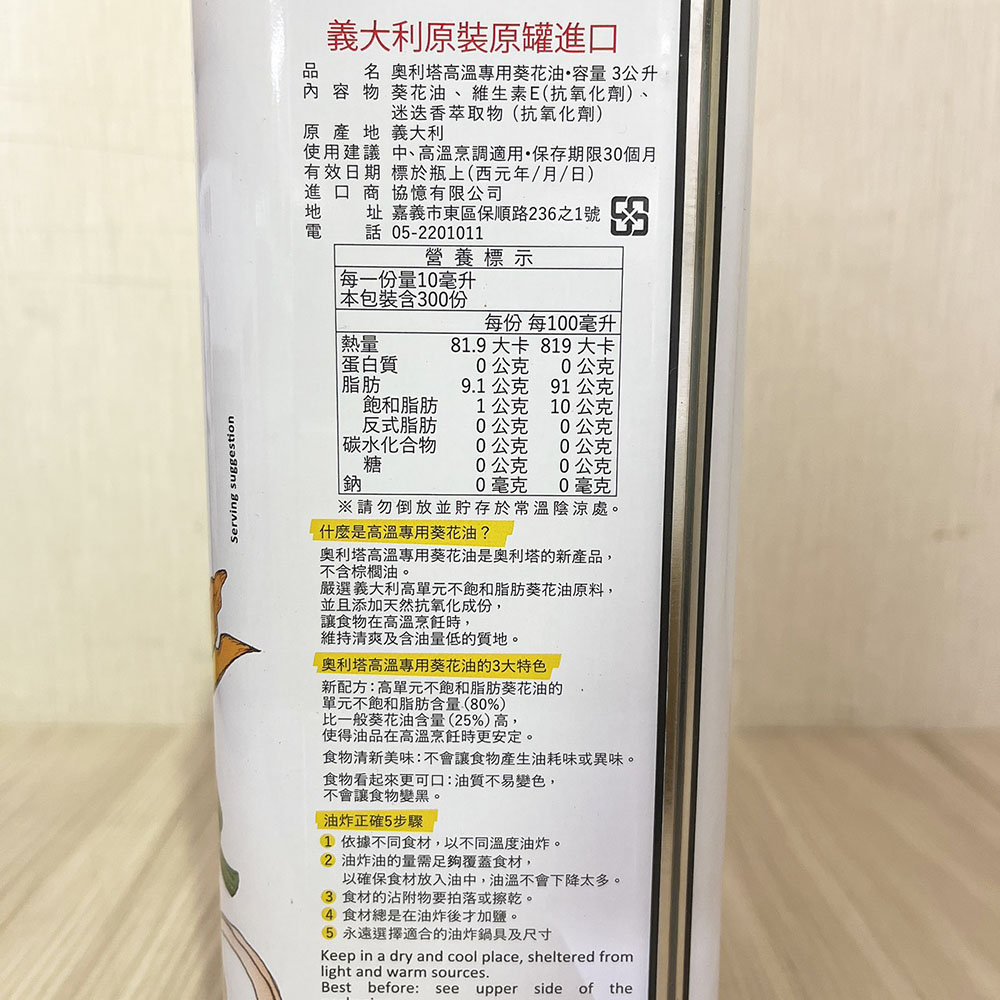 義大利原裝原罐進口
品名 奧利塔高溫專用葵花油•容量 3公升
內容物 葵花油、維生素E(抗氧化劑)、
迷迭香萃取物 (抗氧化劑)
原產地 義大利
使用建議 中、高溫烹調適用•保存期限30個月
有效日期 標於瓶上(西元年/月/日)
進口商 協憶有限公司
地址 嘉義市東區保順路236之1號
電話 05-2201011
營養標示
每一份量10毫升
本包裝含300份
每份 每100毫升
熱量 81.9 大卡 819 大卡
蛋白質 0 公克 0 公克
脂肪 9.1 公克 91 公克
飽和脂肪 1 公克 10 公克
反式脂肪 0 公克 0 公克
碳水化合物 0 公克 0 公克
糖 0 公克 0 公克
鈉 0 毫克 0 毫克
※請勿倒放並貯存於常溫陰涼處。
Serving suggestion
什麼是高溫專用葵花油？
奧利塔高溫專用葵花油是奧利塔的新產品，
不含棕櫚油。
嚴選義大利高單元不飽和脂肪葵花油原料，
並且添加天然抗氧化成份，
讓食物在高溫烹飪時，
維持清爽及含油量低的質地。
奧利塔高溫專用葵花油的3大特色
新配方：高單元不飽和脂肪葵花油的
單元不飽和脂肪含量(80%)
比一般葵花油含量(25%)高，
使得油品在高溫烹飪時更安定。
食物清新美味：不會讓食物產生油耗味或異味。
食物看起來更可口：油質不易變色，
不會讓食物變黑。
油炸正確5步驟
1 依據不同食材，以不同溫度油炸。
2 油炸油的量需足夠覆蓋食材，
以確保食材放入油中，油溫不會下降太多。
3 食材的沾附物要拍落或擦乾。
4 食材總是在油炸後才加鹽。
5 永遠選擇適合的油炸鍋具及尺寸
Keep in a dry and cool place, sheltered from
light and warm sources.
Best before: see upper side of the